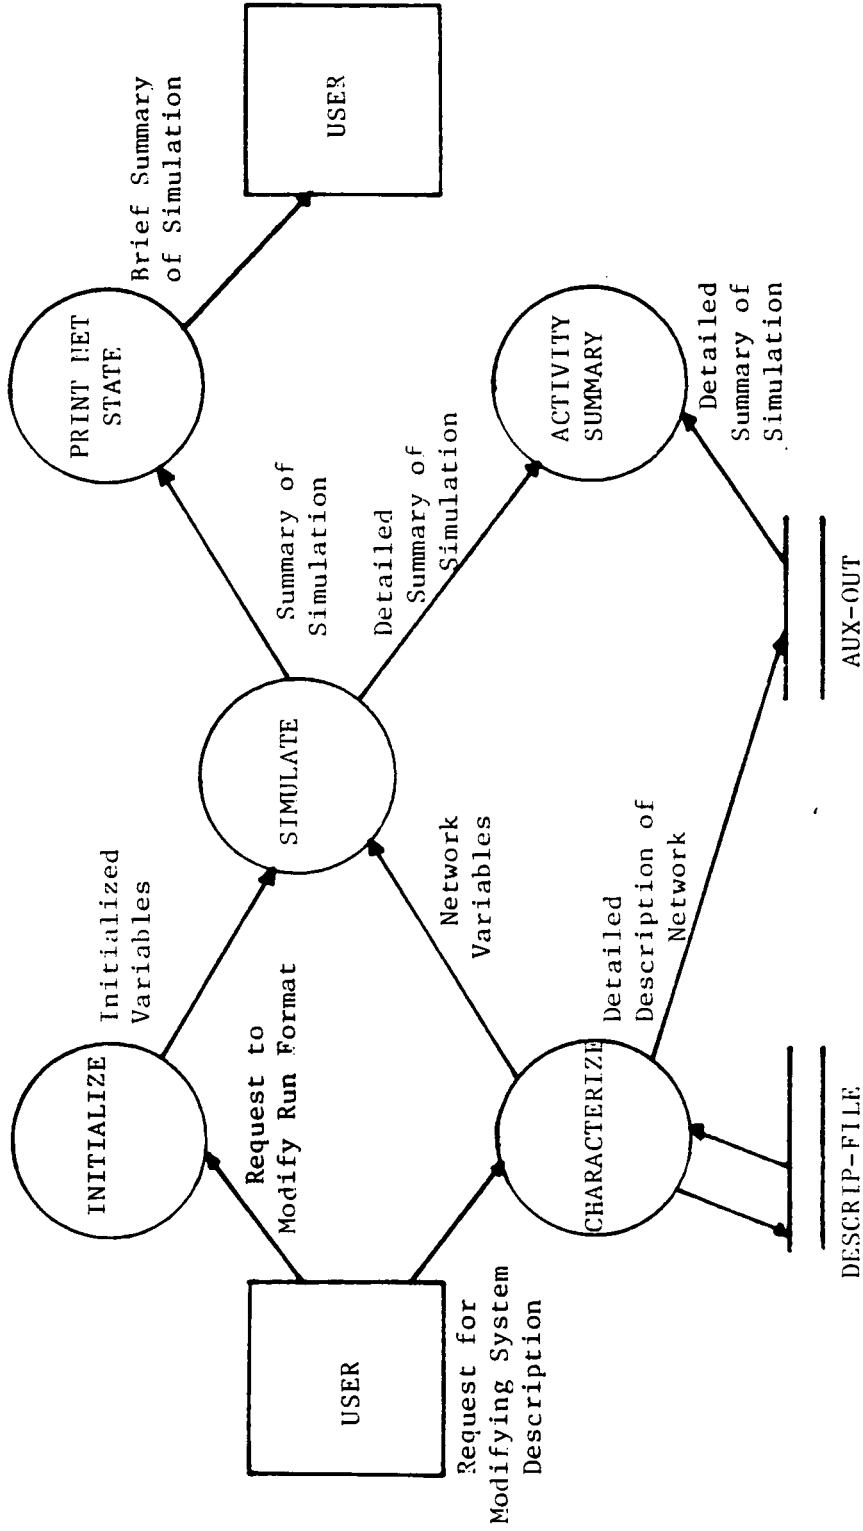 INITIALIZE
Initialized
Variables
PRINT NET
STATE
Brief Summary
of Simulation
Request to
Modify Run Format
SIMULATE
Summary of
Simulation
USER
USER
Request for
Modifying System
Description
Network
Variables
Detailed
Summary of
Simulation
CHARACTERIZE
Detailed
Description of
Network
ACTIVITY
SUMMARY
Detailed
Summary of
Simulation
DESCRIP-FILE
AUX-OUT